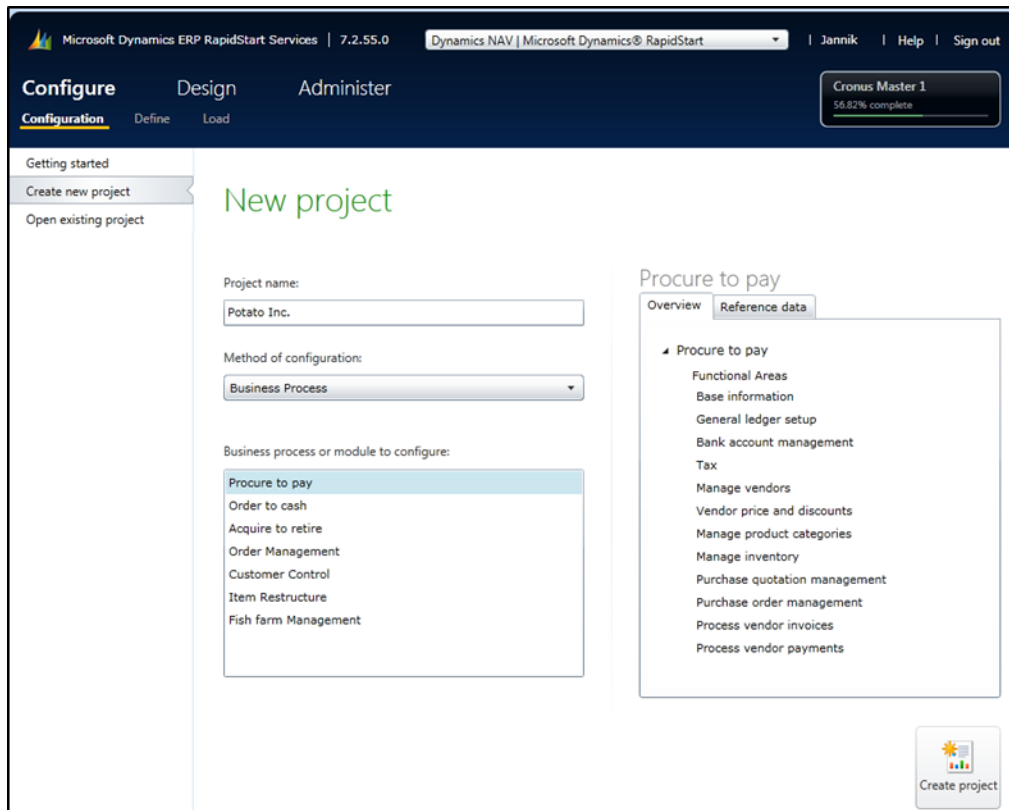 Microsoft Dynamics ERP RapidStart Services | 7.2.55.0
Dynamics NAV | Microsoft Dynamics® RapidStart
| Jannik | Help | Sign out
Configure Design Administer
Configuration Define Load
Cronus Master 1
56.82% complete
Getting started
Create new project
Open existing project
New project
Project name:
Potato Inc.
Method of configuration:
Business Process
Business process or module to configure:
Procure to pay
Order to cash
Acquire to retire
Order Management
Customer Control
Item Restructure
Fish farm Management
Procure to pay
Overview Reference data
Procure to pay
Functional Areas
Base information
General ledger setup
Bank account management
Tax
Manage vendors
Vendor price and discounts
Manage product categories
Manage inventory
Purchase quotation management
Purchase order management
Process vendor invoices
Process vendor payments
Create project